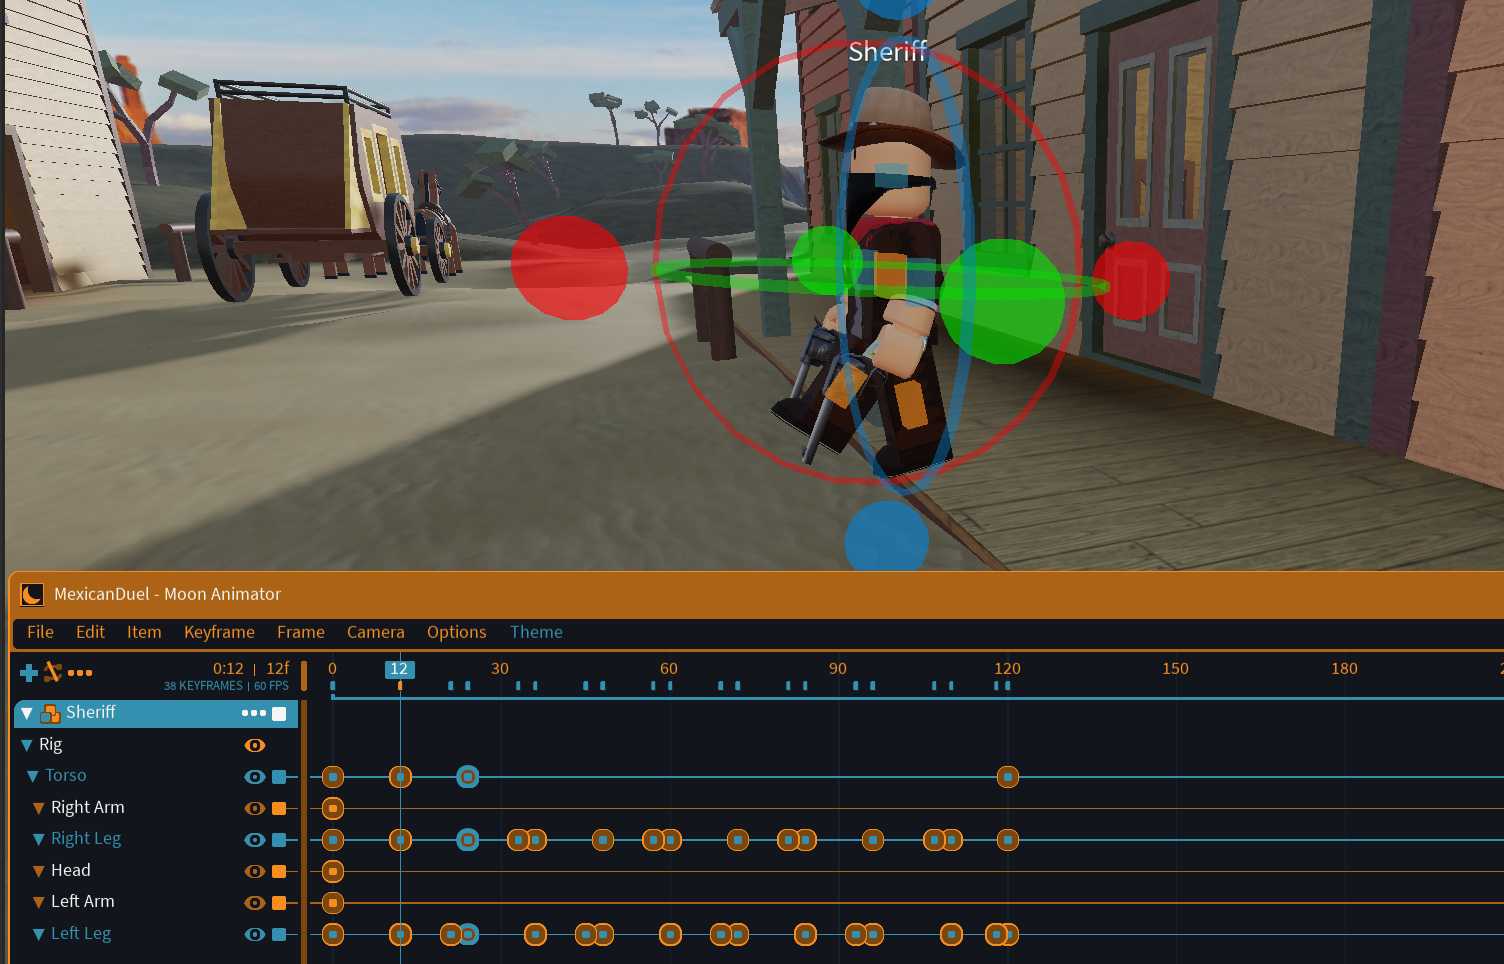 Sheriff
MexicanDuel - Moon Animator
File Edit Item Keyframe Frame Camera Options Theme
0:12 | 12f 0 12 30 60 90 120 150 180
38 KEYFRAMES | 60 FPS
Sheriff
Rig
Torso
Right Arm
Right Leg
Head
Left Arm
Left Leg